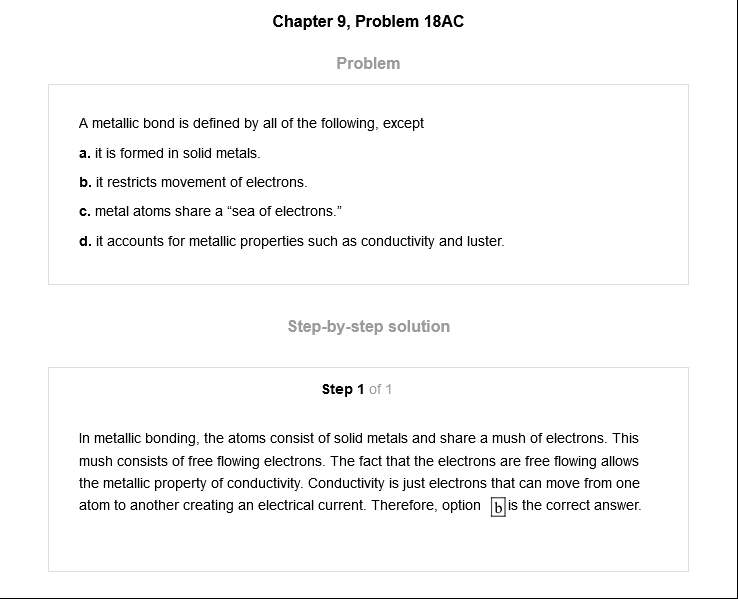 Chapter 9, Problem 18AC
Problem
A metallic bond is defined by all of the following, except
a. it is formed in solid metals.
b. it restricts movement of electrons.
c. metal atoms share a “sea of electrons.”
d. it accounts for metallic properties such as conductivity and luster.
Step-by-step solution
Step 1 of 1
In metallic bonding, the atoms consist of solid metals and share a mush of electrons. This
mush consists of free flowing electrons. The fact that the electrons are free flowing allows
the metallic property of conductivity. Conductivity is just electrons that can move from one
atom to another creating an electrical current. Therefore, option b is the correct answer.